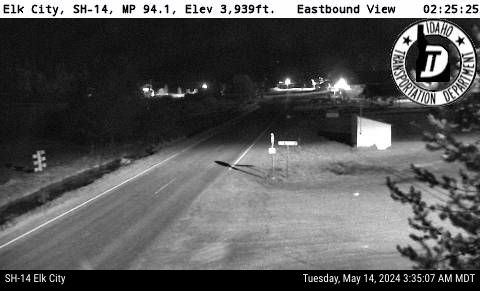 Elk City, SH-14, MP 94.1, Elev 3,939ft. Eastbound View 02:25:25
IDAHO
TRANSPORTATION DEPARTMENT
SH-14 Elk City Tuesday, May 14, 2024 3:35:07 AM MDT